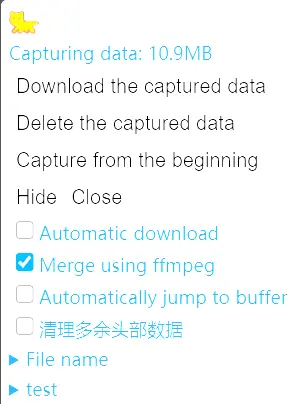 Capturing data: 10.9MB
Download the captured data
Delete the captured data
Capture from the beginning
Hide Close
Automatic download
Merge using ffmpeg
Automatically jump to buffer
清理多余头部数据
File name
test